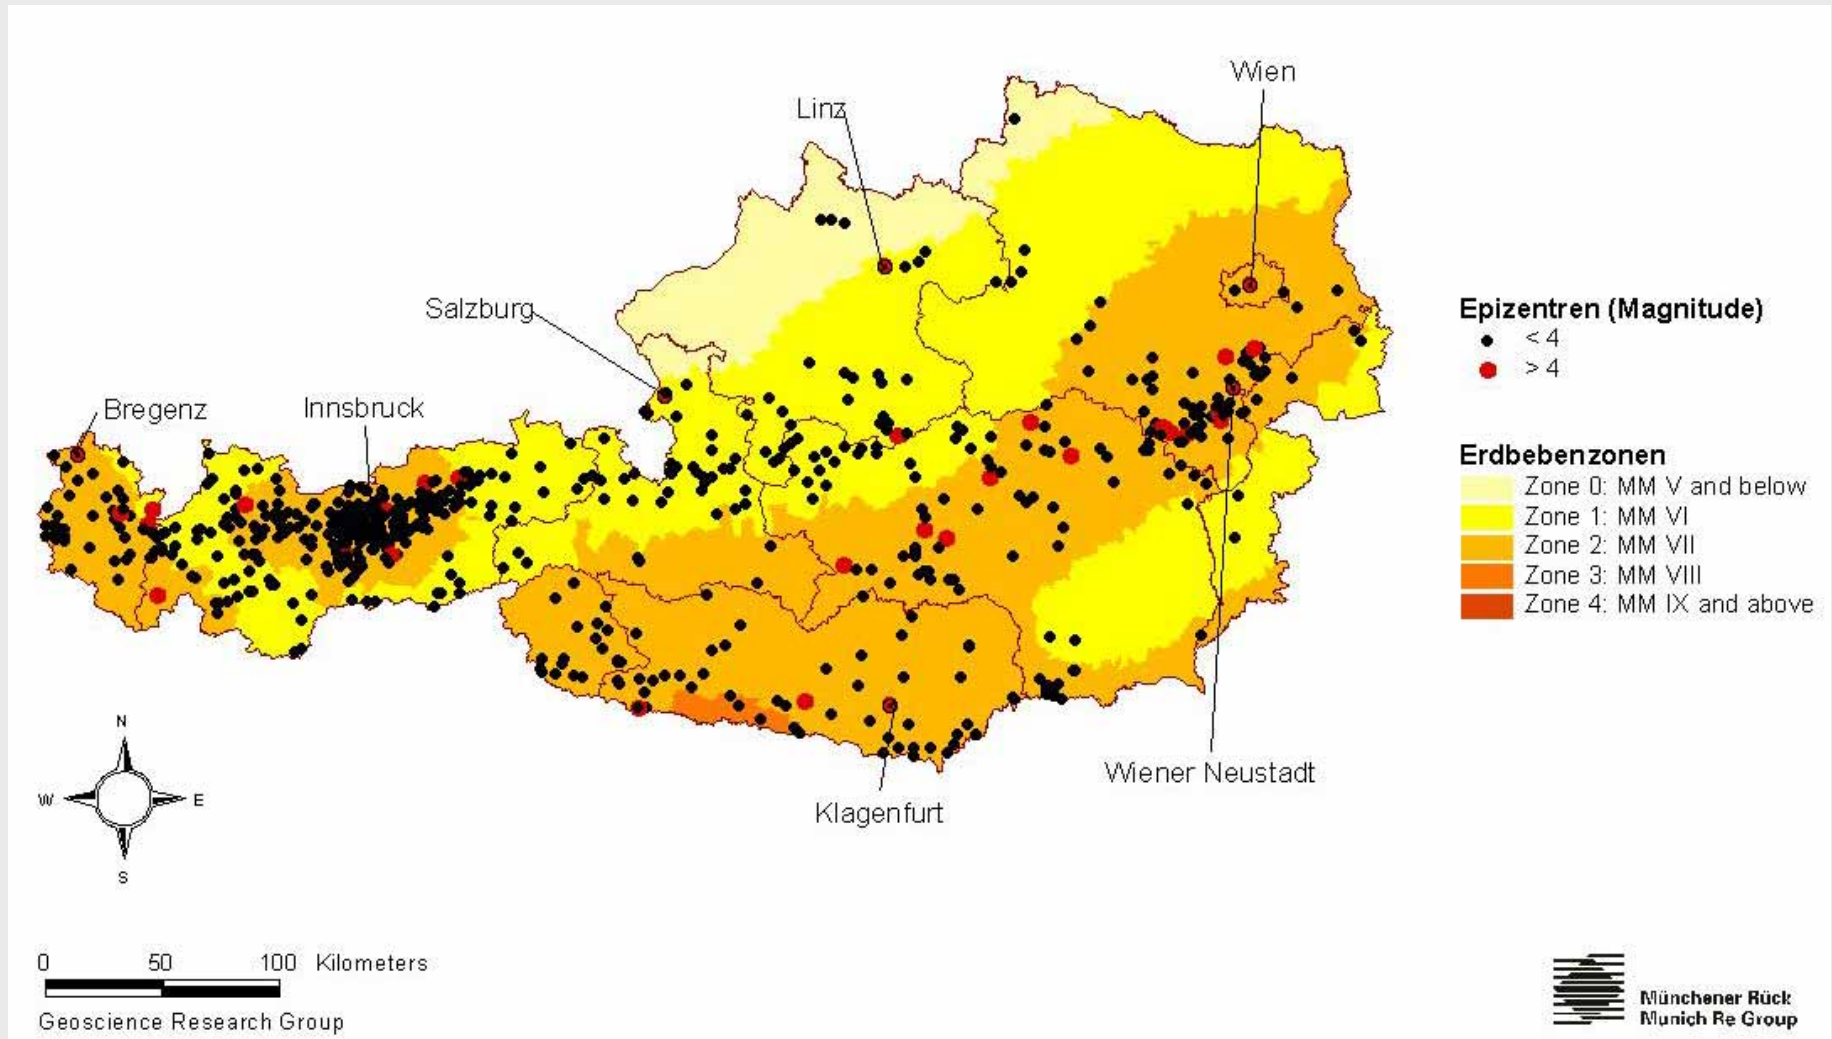 Wien
Linz
Salzburg
Bregenz
Innsbruck
Epizentren (Magnitude)
< 4
> 4
Erdbebenzonen
Zone 0: MM V and below
Zone 1: MM VI
Zone 2: MM VII
Zone 3: MM VIII
Zone 4: MM IX and above
Wiener Neustadt
Klagenfurt
N
W E
S
0 50 100 Kilometers
Geoscience Research Group
Münchener Rück
Munich Re Group